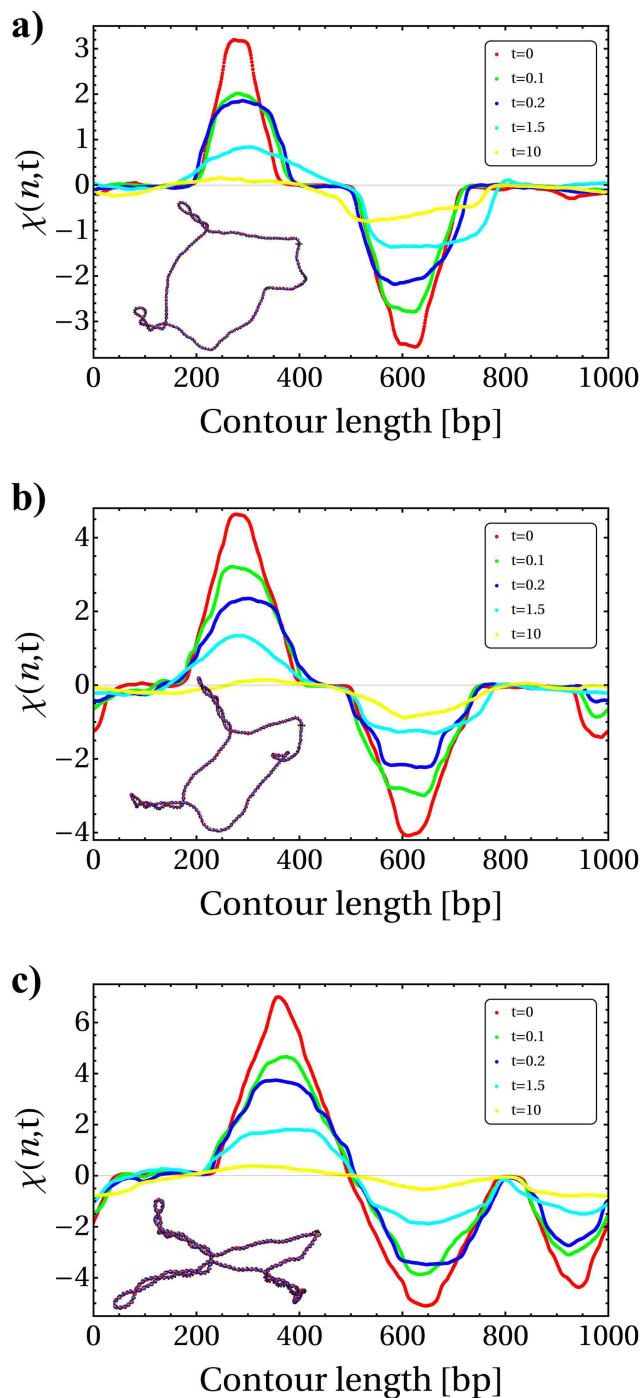 a)
χ(n,t)
3
2
1
0
−1
−2
−3
t=0
t=0.1
t=0.2
t=1.5
t=10
0 200 400 600 800 1000
Contour length [bp]
b)
χ(n,t)
4
2
0
−2
−4
t=0
t=0.1
t=0.2
t=1.5
t=10
0 200 400 600 800 1000
Contour length [bp]
c)
χ(n,t)
6
4
2
0
−2
−4
t=0
t=0.1
t=0.2
t=1.5
t=10
0 200 400 600 800 1000
Contour length [bp]